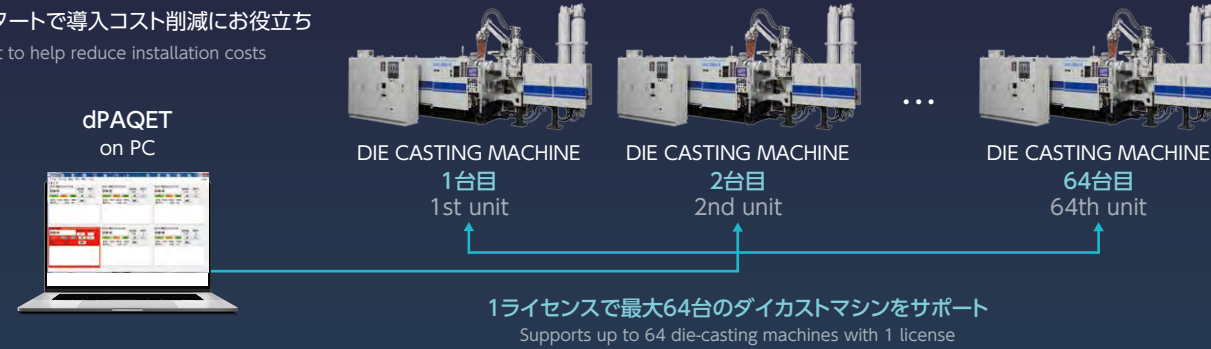 タートで導入コスト削減にお役立ち
t to help reduce installation costs
dPAQET
on PC
DIE CASTING MACHINE
1台目
1st unit
DIE CASTING MACHINE
2台目
2nd unit
...
DIE CASTING MACHINE
64台目
64th unit
1ライセンスで最大64台のダイカストマシンをサポート
Supports up to 64 die-casting machines with 1 license